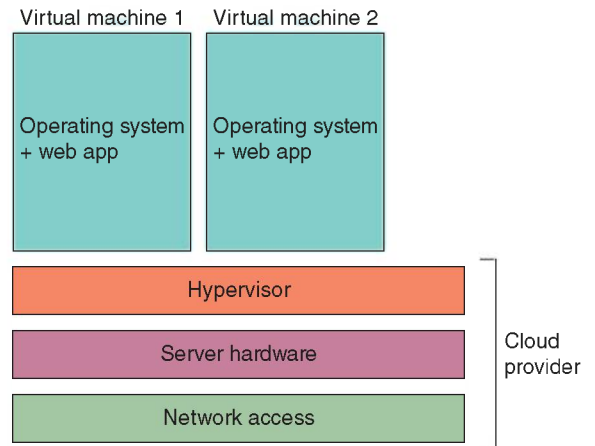 Virtual machine 1
Virtual machine 2
Operating system
+ web app
Operating system
+ web app
Hypervisor
Server hardware
Network access
Cloud
provider